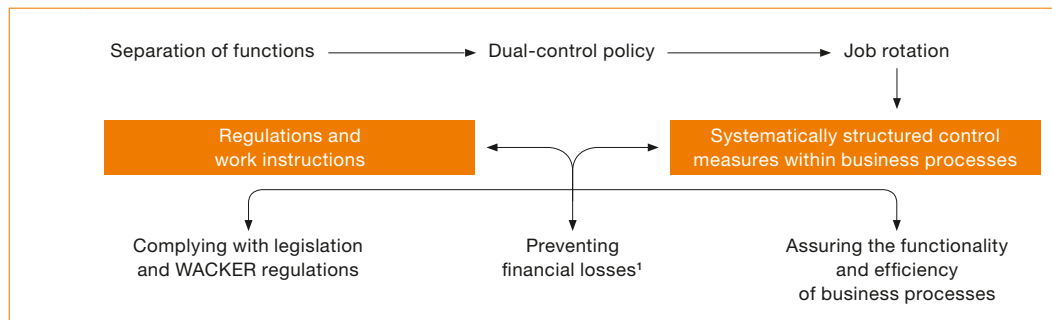 Separation of functions
Dual-control policy
Job rotation
Regulations and
work instructions
Systematically structured control
measures within business processes
Complying with legislation
and WACKER regulations
Preventing
financial losses¹
Assuring the functionality
and efficiency
of business processes